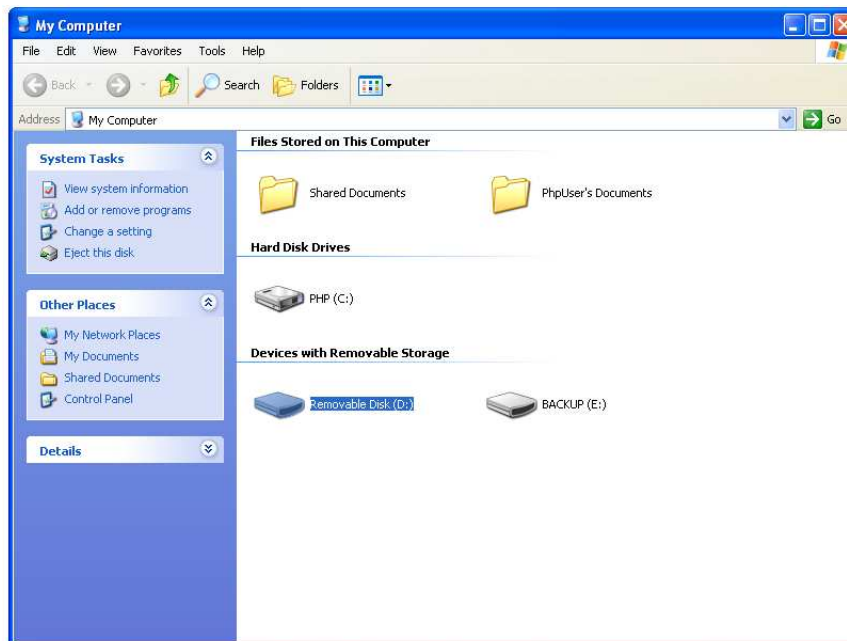 My Computer
File Edit View Favorites Tools Help
Back Search Folders
Address My Computer Go
System Tasks
View system information
Add or remove programs
Change a setting
Eject this disk
Other Places
My Network Places
My Documents
Shared Documents
Control Panel
Details
Files Stored on This Computer
Shared Documents PhpUser's Documents
Hard Disk Drives
PHP (C:)
Devices with Removable Storage
Removable Disk (D:) BACKUP (E:)